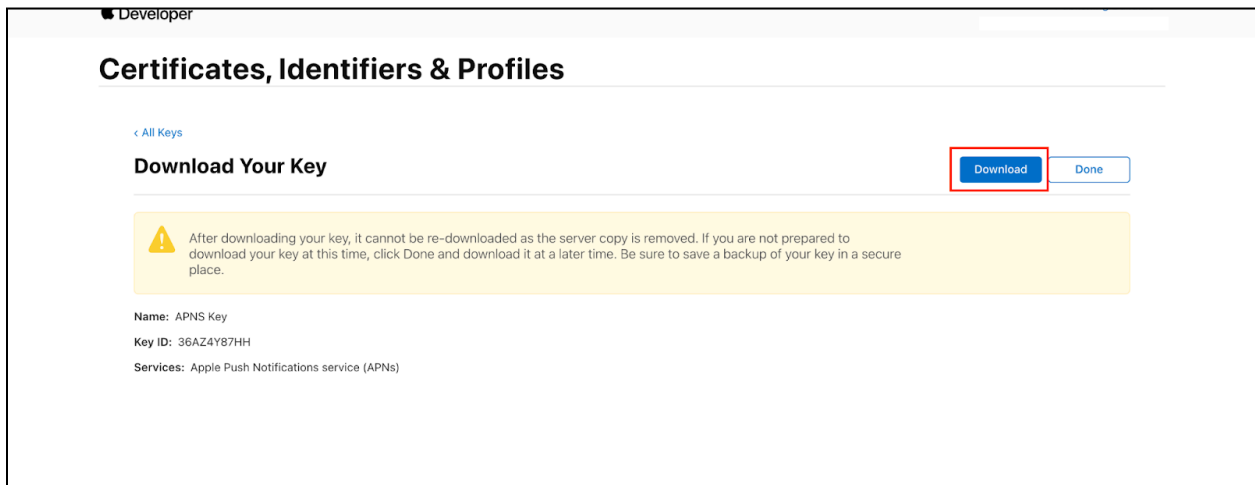 Developer
Certificates, Identifiers & Profiles
‹ All Keys
Download Your Key
Download
Done
After downloading your key, it cannot be re-downloaded as the server copy is removed. If you are not prepared to
download your key at this time, click Done and download it at a later time. Be sure to save a backup of your key in a secure
place.
Name: APNS Key
Key ID: 36AZ4Y87HH
Services: Apple Push Notifications service (APNs)